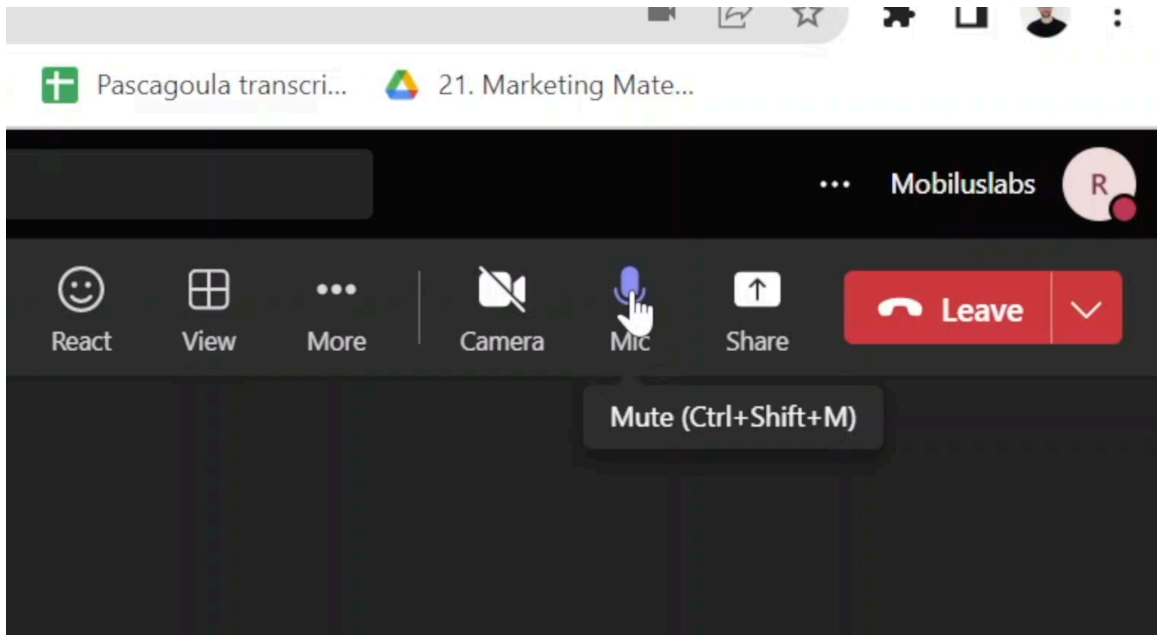 Pascagoula transcri... 21. Marketing Mate...
... Mobiluslabs R
React View More Camera Mic Share Leave
Mute (Ctrl+Shift+M)